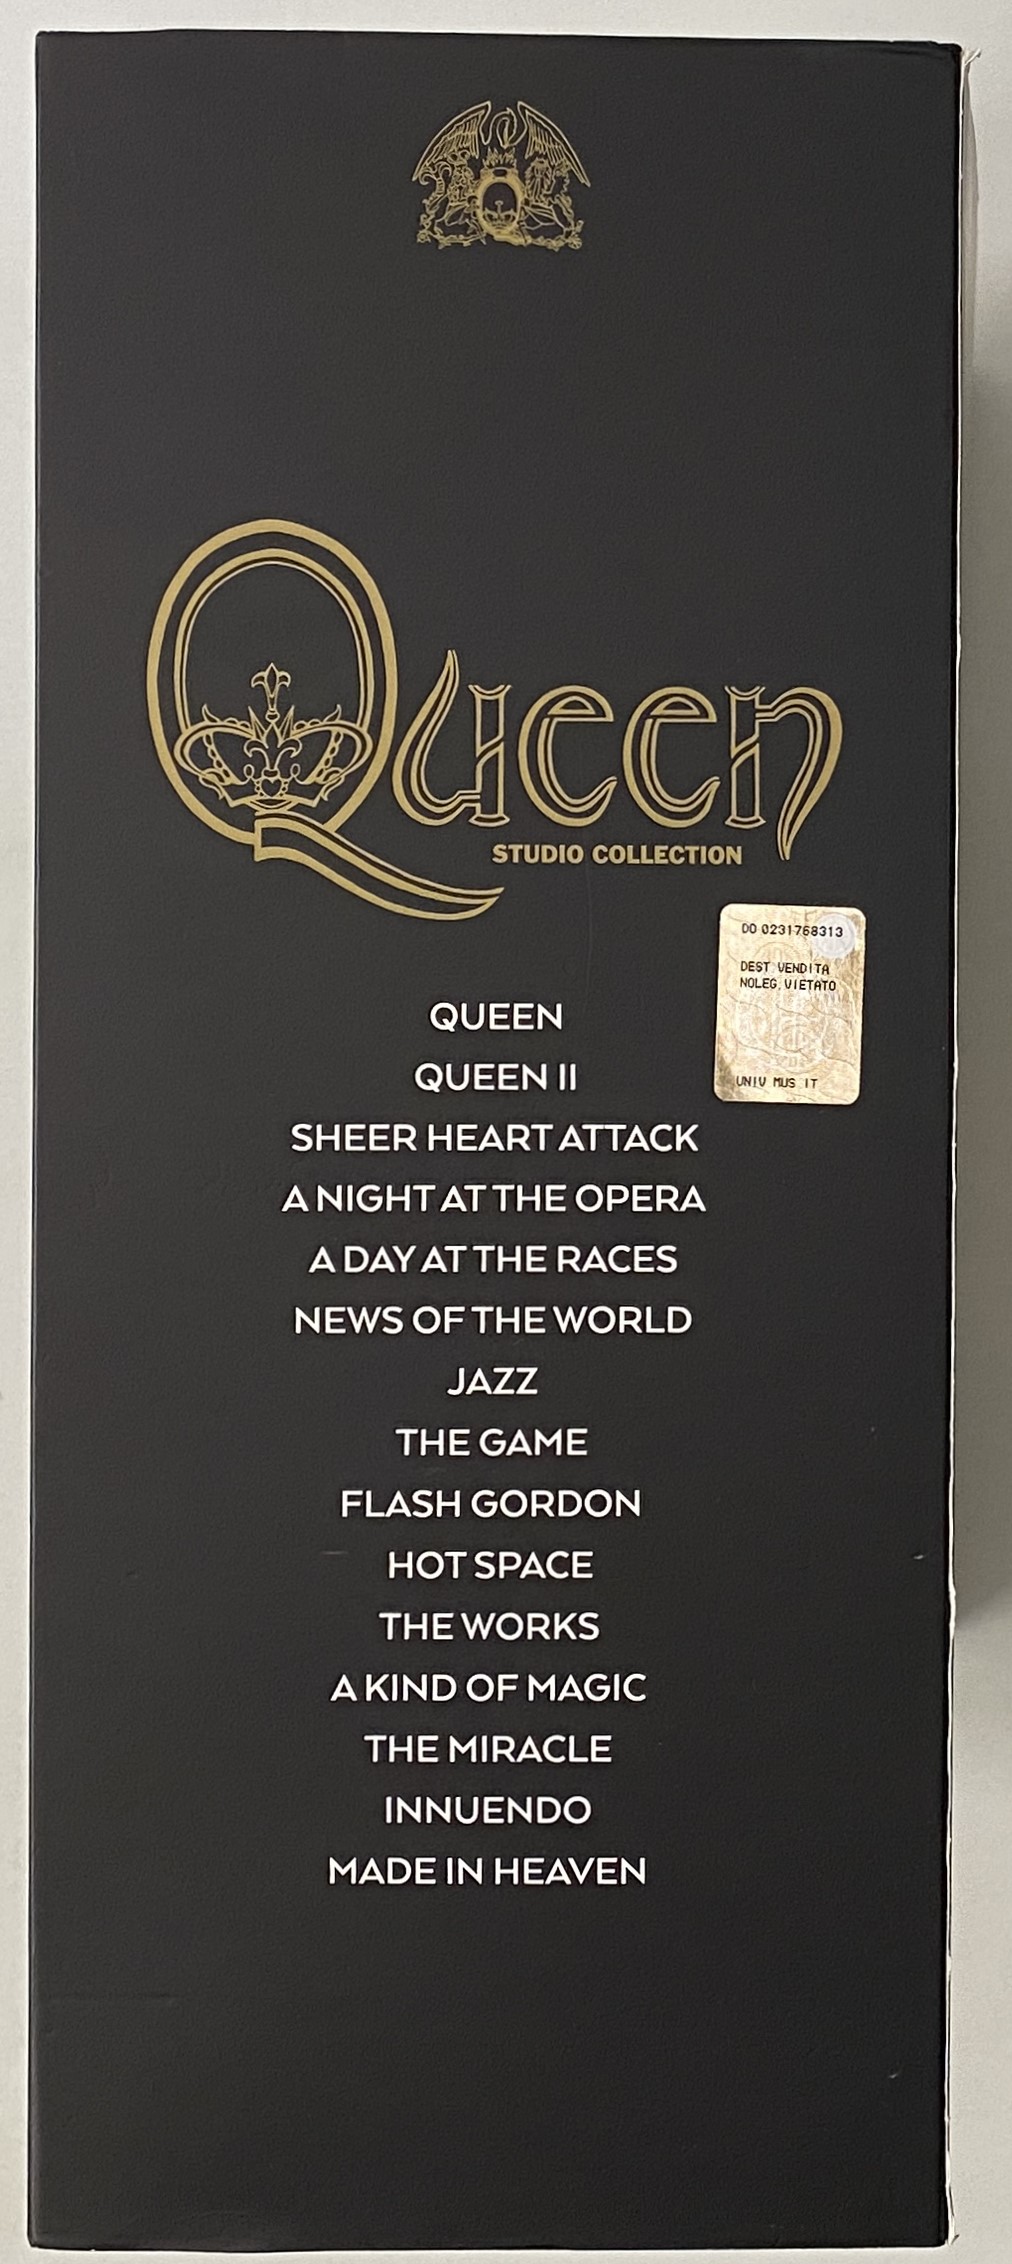 Queen
STUDIO COLLECTION
DO 0231768313
DEST.VENDITA
NOLEG.VIETATO
UNIV MUS IT
QUEEN
QUEEN II
SHEER HEART ATTACK
A NIGHT AT THE OPERA
A DAY AT THE RACES
NEWS OF THE WORLD
JAZZ
THE GAME
FLASH GORDON
HOT SPACE
THE WORKS
A KIND OF MAGIC
THE MIRACLE
INNUENDO
MADE IN HEAVEN